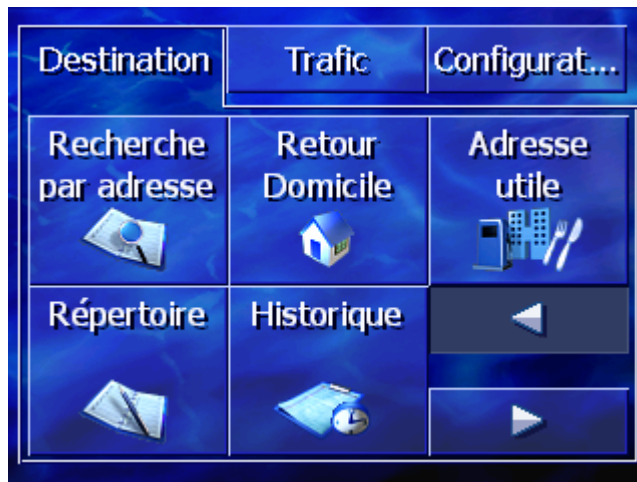 Destination
Trafic
Configurat...
Recherche
par adresse
Retour
Domicile
Adresse
utile
Répertoire
Historique